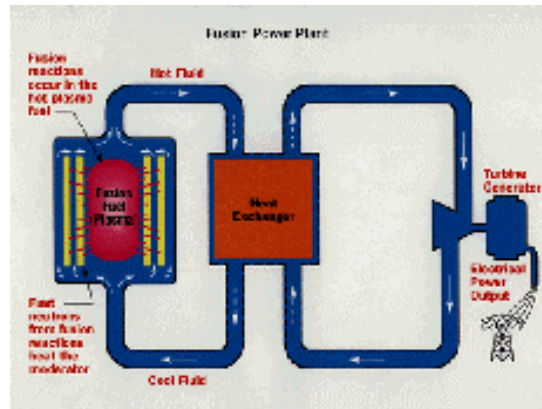 Fusion Power Plant
Fusion
reactions
occur in the
hot plasma
fuel
Hot Fluid
Fusion
Fuel
(Plasma)
Heat
Exchanger
Turbine
Generator
Electrical
Power
Output
Fast
neutrons
from fusion
reactions
heat the
moderator
Cool Fluid